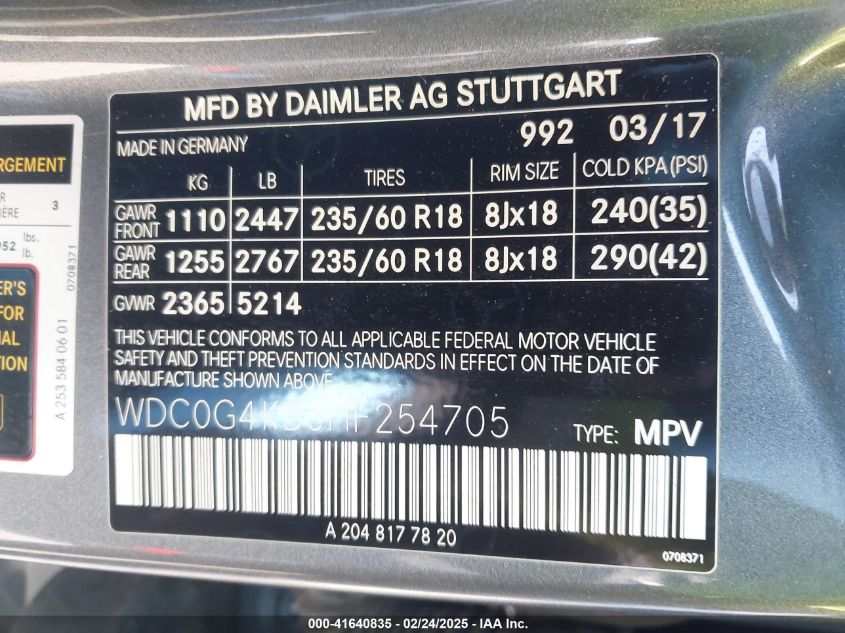 MFD BY DAIMLER AG STUTTGART
MADE IN GERMANY 992 03/17
KG LB TIRES RIM SIZE COLD KPA (PSI)
GAWR FRONT 1110 2447 235/60 R18 8Jx18 240(35)
GAWR REAR 1255 2767 235/60 R18 8Jx18 290(42)
GVWR 2365 5214
THIS VEHICLE CONFORMS TO ALL APPLICABLE FEDERAL MOTOR VEHICLE
SAFETY AND THEFT PREVENTION STANDARDS IN EFFECT ON THE DATE OF
MANUFACTURE SHOWN ABOVE.
TYPE: MPV
A 204 817 78 20
0708371
3
lbs.
lb.
0708371
A 253 584 06 01
FOR
000-41640835 - 02/24/2025 - IAA Inc.